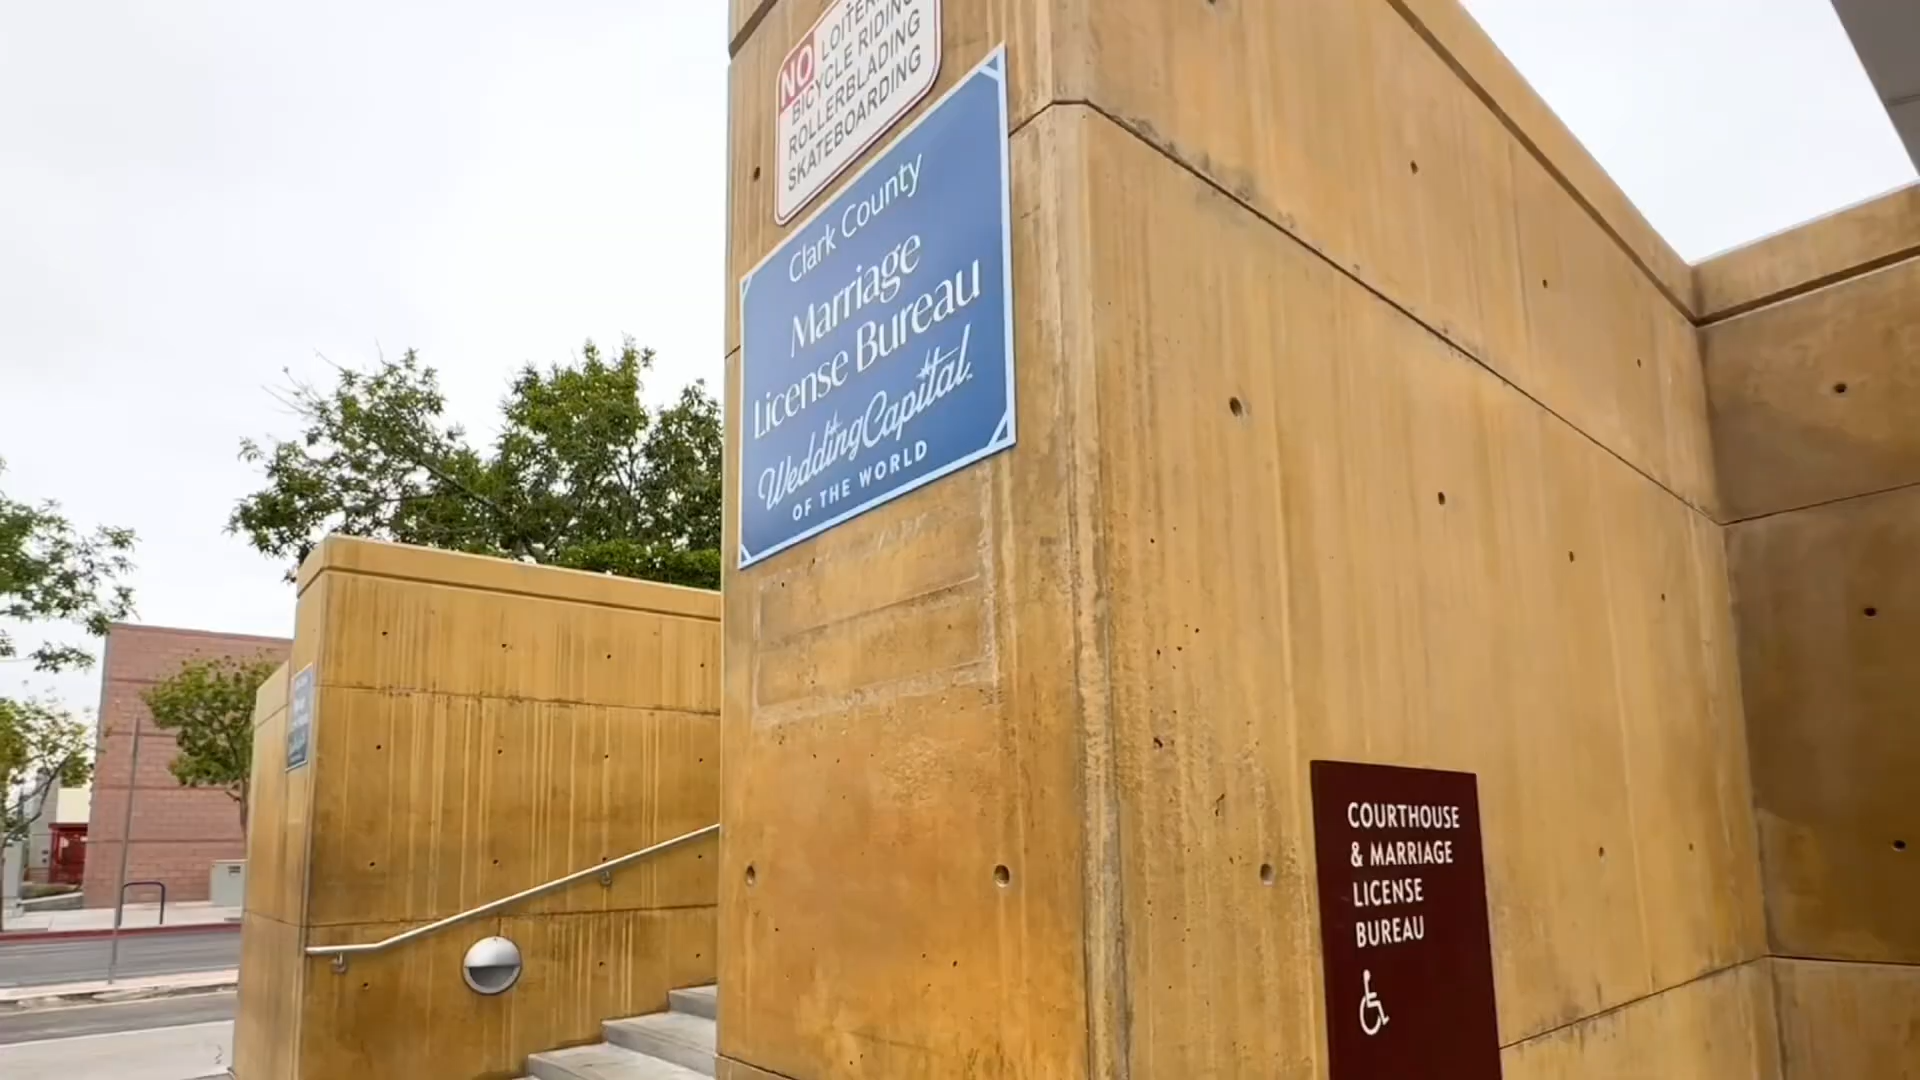 NO LOITERING
BICYCLE RIDING
ROLLERBLADING
SKATEBOARDING
Clark County
Marriage
License Bureau
Wedding Capital
OF THE WORLD
COURTHOUSE
& MARRIAGE
LICENSE
BUREAU